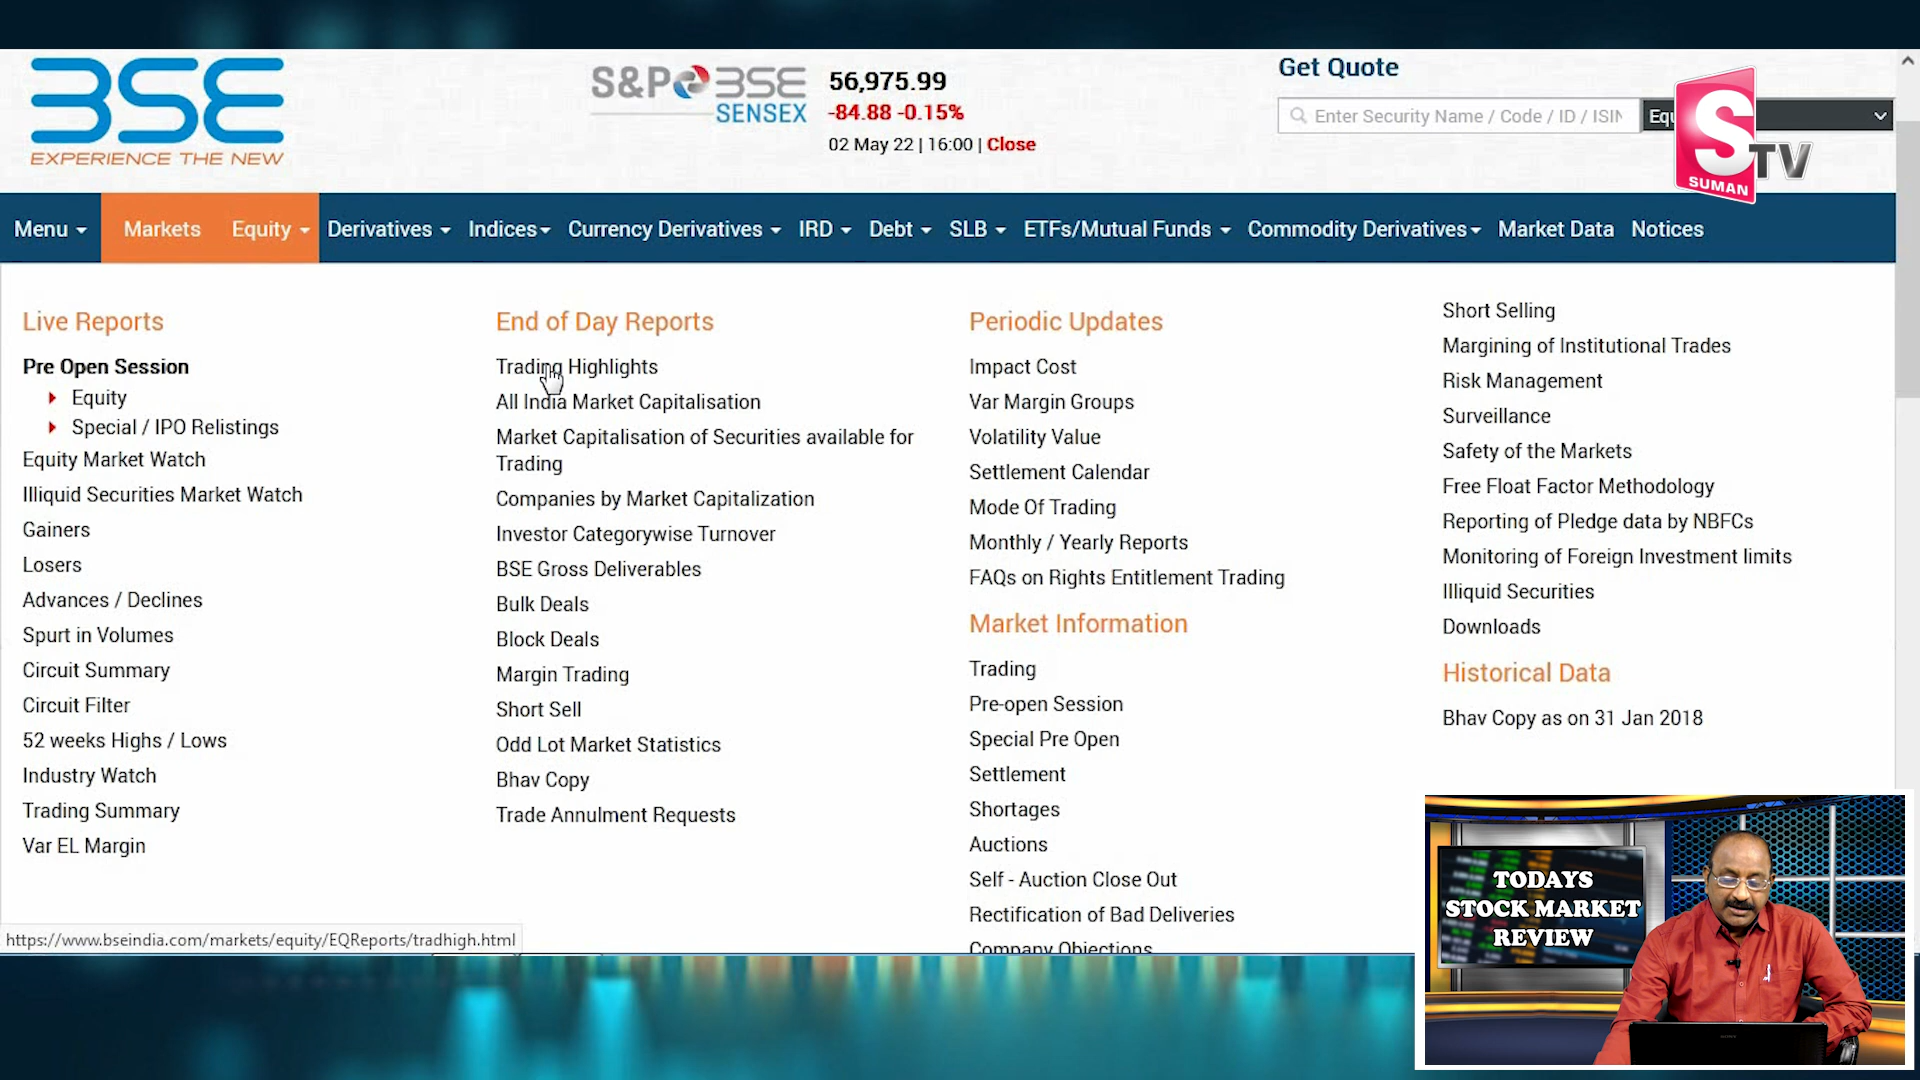 BSE
EXPERIENCE THE NEW
S&P BSE
SENSEX
56,975.99
-84.88 -0.15%
02 May 22 | 16:00 | Close
Get Quote
Enter Security Name / Code / ID / ISIN
Equ
S
TV
SUMAN
Menu
Markets
Equity
Derivatives
Indices
Currency Derivatives
IRD
Debt
SLB
ETFs/Mutual Funds
Commodity Derivatives
Market Data
Notices
Live Reports
Pre Open Session
Equity
Special / IPO Relistings
Equity Market Watch
Illiquid Securities Market Watch
Gainers
Losers
Advances / Declines
Spurt in Volumes
Circuit Summary
Circuit Filter
52 weeks Highs / Lows
Industry Watch
Trading Summary
Var EL Margin
End of Day Reports
Trading Highlights
All India Market Capitalisation
Market Capitalisation of Securities available for
Trading
Companies by Market Capitalization
Investor Categorywise Turnover
BSE Gross Deliverables
Bulk Deals
Block Deals
Margin Trading
Short Sell
Odd Lot Market Statistics
Bhav Copy
Trade Annulment Requests
Periodic Updates
Impact Cost
Var Margin Groups
Volatility Value
Settlement Calendar
Mode Of Trading
Monthly / Yearly Reports
FAQs on Rights Entitlement Trading
Market Information
Trading
Pre-open Session
Special Pre Open
Settlement
Shortages
Auctions
Self - Auction Close Out
Rectification of Bad Deliveries
Company Objections
Short Selling
Margining of Institutional Trades
Risk Management
Surveillance
Safety of the Markets
Free Float Factor Methodology
Reporting of Pledge data by NBFCs
Monitoring of Foreign Investment limits
Illiquid Securities
Downloads
Historical Data
Bhav Copy as on 31 Jan 2018
https://www.bseindia.com/markets/equity/EQReports/tradhigh.html
TODAYS
STOCK MARKET
REVIEW